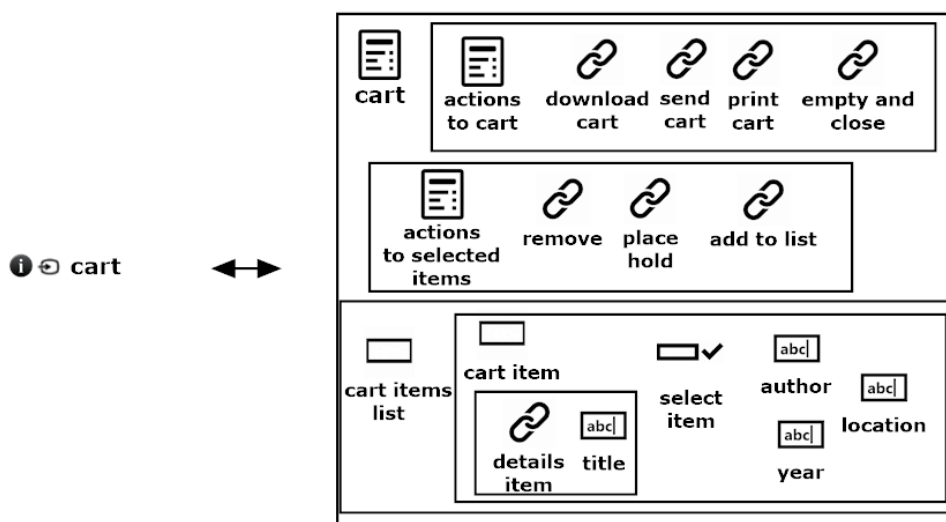 cart
cart
actions
to cart
download
cart
send
cart
print
cart
empty and
close
actions
to selected
items
remove
place
hold
add to list
cart items
list
cart item
details
item
abc
title
select
item
abc
author
abc
location
abc
year